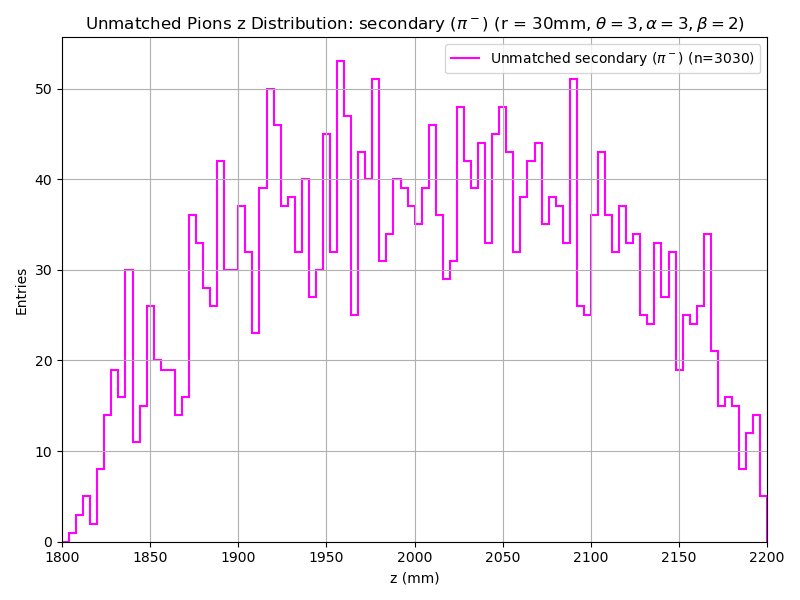 Unmatched Pions z Distribution: secondary (π⁻) (r = 30mm, θ = 3, α = 3, β = 2)
Unmatched secondary (π⁻) (n=3030)
50
40
30
20
10
0
Entries
1800 1850 1900 1950 2000 2050 2100 2150 2200
z (mm)